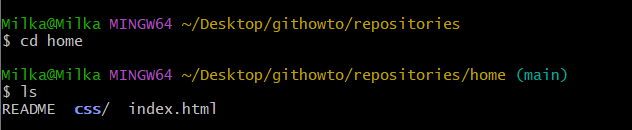 Milka@Milka MINGW64 ~/Desktop/githowto/repositories
$ cd home
Milka@Milka MINGW64 ~/Desktop/githowto/repositories/home (main)
$ ls
README  css/  index.html